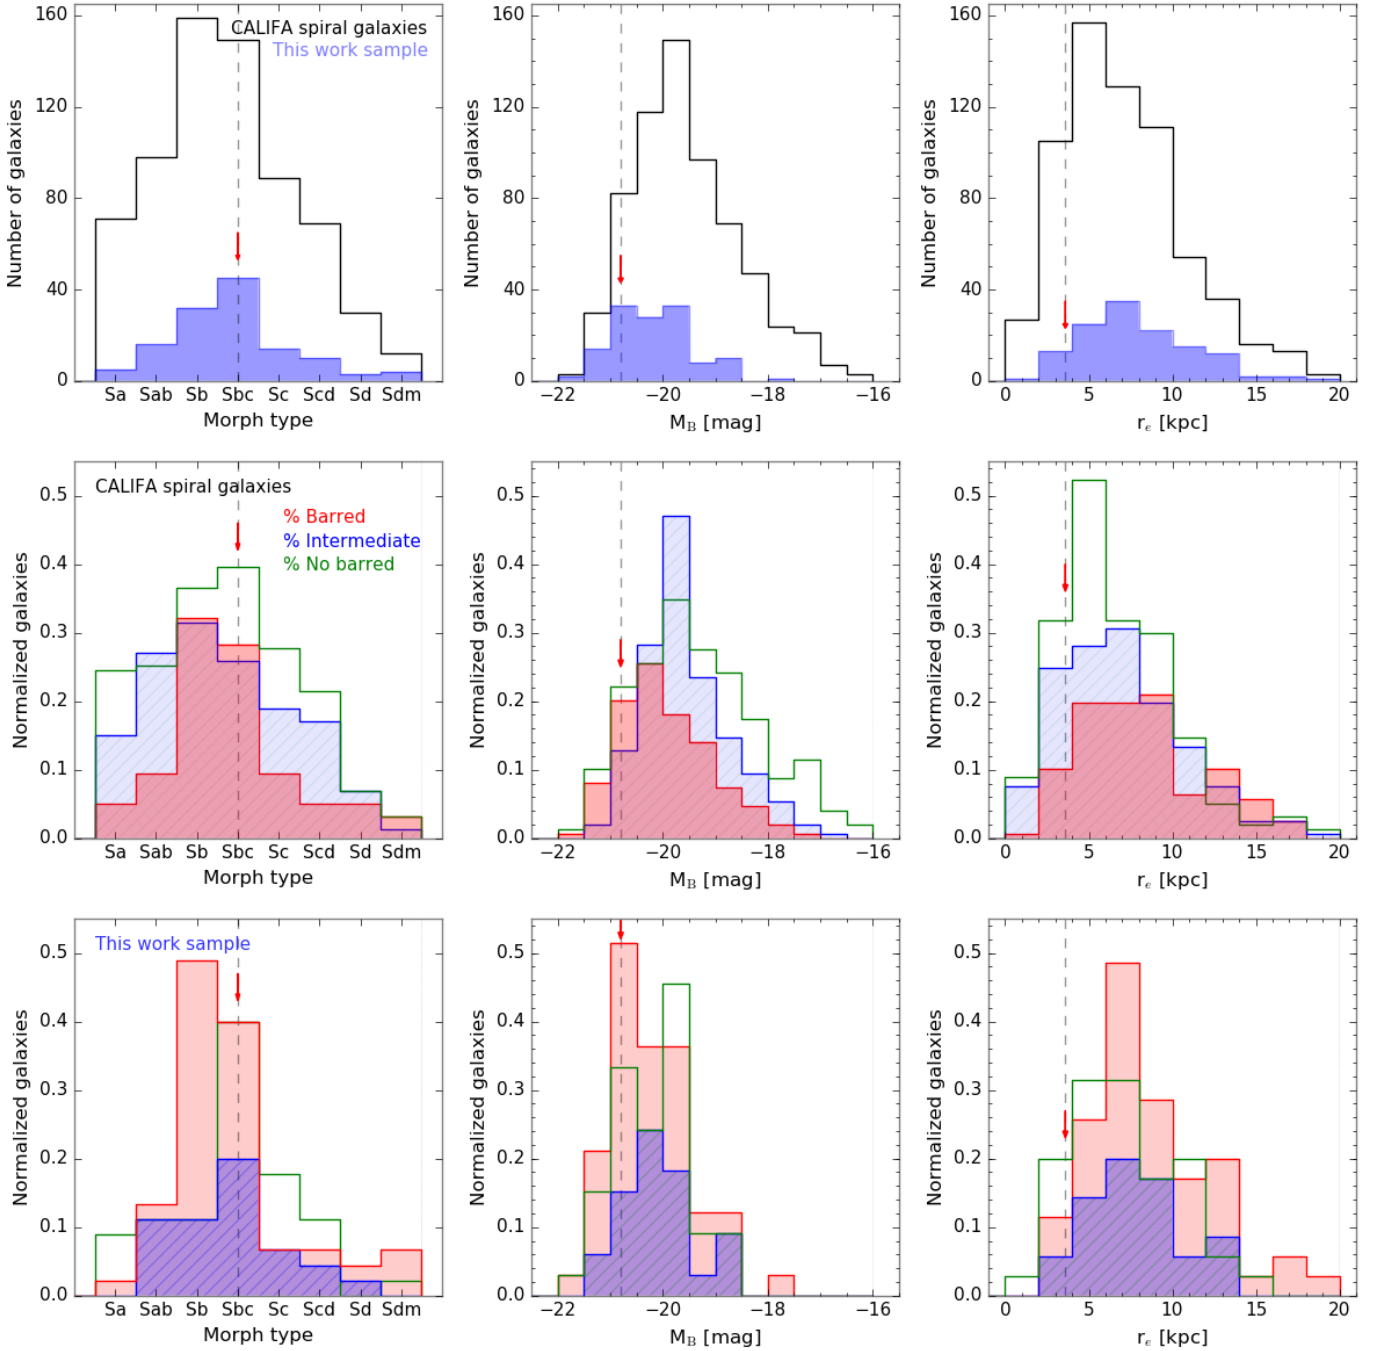 160
120
80
40
0
Number of galaxies
CALIFA spiral galaxies
This work sample
Sa Sab Sb Sbc Sc Scd Sd Sdm
Morph type
160
120
80
40
0
Number of galaxies
−22 −20 −18 −16
M_B [mag]
160
120
80
40
0
Number of galaxies
0 5 10 15 20
r_e [kpc]
0.5
0.4
0.3
0.2
0.1
0.0
Normalized galaxies
CALIFA spiral galaxies
% Barred
% Intermediate
% No barred
Sa Sab Sb Sbc Sc Scd Sd Sdm
Morph type
0.5
0.4
0.3
0.2
0.1
0.0
Normalized galaxies
−22 −20 −18 −16
M_B [mag]
0.5
0.4
0.3
0.2
0.1
0.0
Normalized galaxies
0 5 10 15 20
r_e [kpc]
0.5
0.4
0.3
0.2
0.1
0.0
Normalized galaxies
This work sample
Sa Sab Sb Sbc Sc Scd Sd Sdm
Morph type
0.5
0.4
0.3
0.2
0.1
0.0
Normalized galaxies
−22 −20 −18 −16
M_B [mag]
0.5
0.4
0.3
0.2
0.1
0.0
Normalized galaxies
0 5 10 15 20
r_e [kpc]